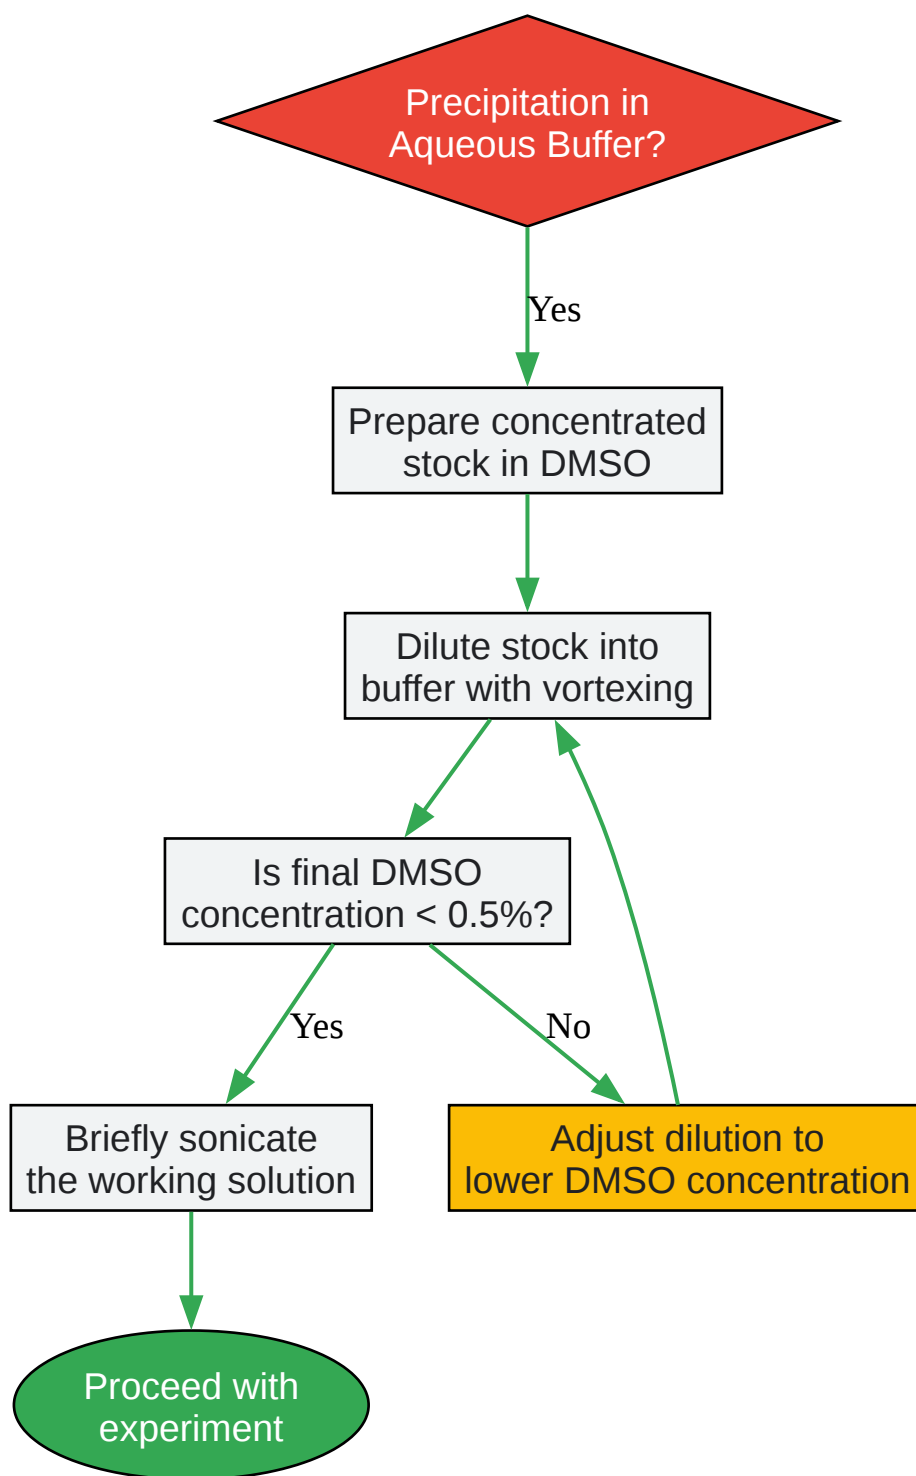 Precipitation in
Aqueous Buffer?
Yes
Prepare concentrated
stock in DMSO
Dilute stock into
buffer with vortexing
Is final DMSO
concentration < 0.5%?
Yes
No
Briefly sonicate
the working solution
Adjust dilution to
lower DMSO concentration
Proceed with
experiment